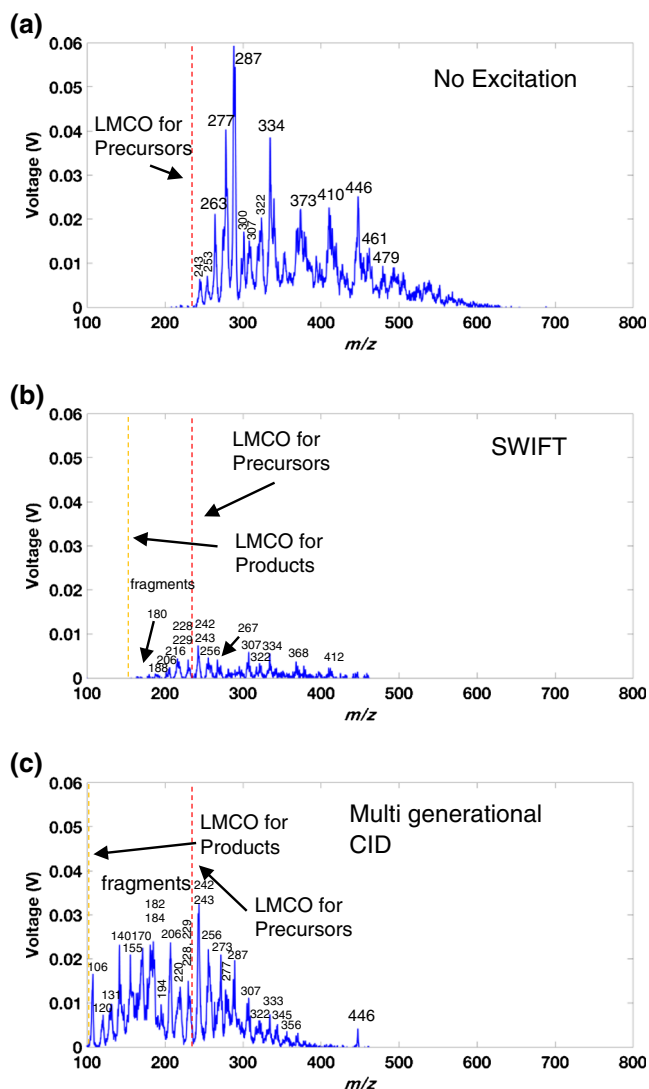 (a)
0.06
0.05
0.04
0.03
0.02
0.01
0
Voltage (V)
No Excitation
LMCO for
Precursors
243
253
263
277
287
300
307
322
334
373
410
446
461
479
100 200 300 400 500 600 700 800
m/z
(b)
0.06
0.05
0.04
0.03
0.02
0.01
0
Voltage (V)
SWIFT
LMCO for
Precursors
LMCO for
Products
fragments
180
188
206
216
228
229
242
243
256
267
307
322
334
368
412
100 200 300 400 500 600 700 800
m/z
(c)
0.06
0.05
0.04
0.03
0.02
0.01
0
Voltage (V)
Multi generational
CID
LMCO for
Products
fragments
LMCO for
Precursors
106
120
131
140
155
170
182
184
194
206
220
228
229
242
243
256
273
277
287
307
322
333
345
356
446
100 200 300 400 500 600 700 800
m/z